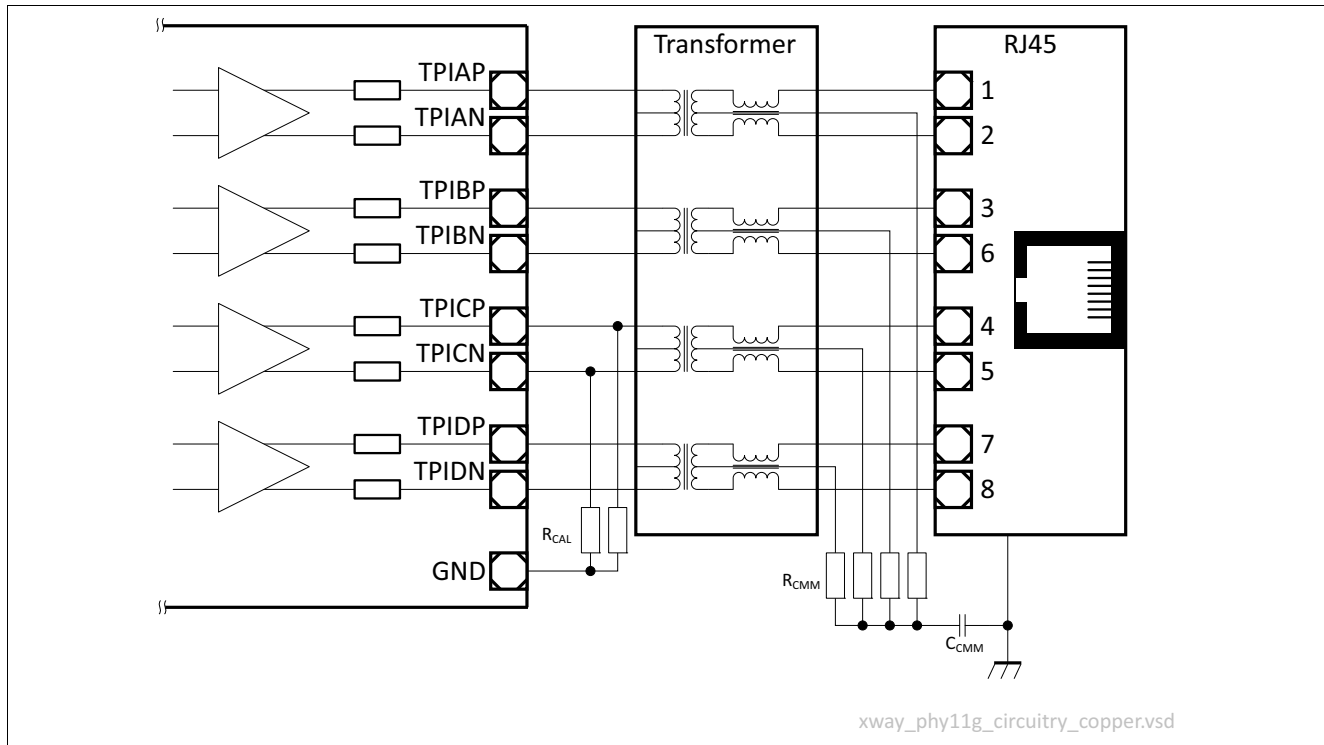 Transformer
RJ45
TPIAP
1
TPIAN
2
TPIBP
3
TPIBN
6
TPICP
4
TPICN
5
TPIDP
7
TPIDN
8
RCAL
GND
RCMM
CCMM
xway_phy11g_circuitry_copper.vsd